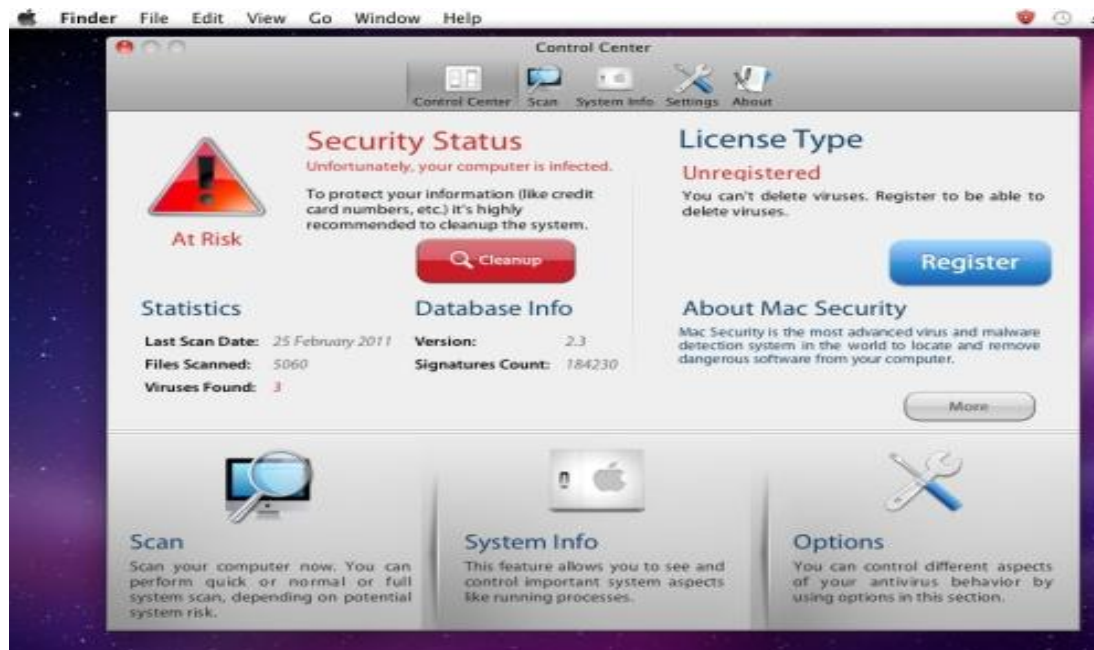 Finder File Edit View Go Window Help
Control Center
Control Center Scan System Info Settings About
Security Status
Unfortunately, your computer is infected.
To protect your information (like credit
card numbers, etc.) it's highly
recommended to cleanup the system.
At Risk
Cleanup
License Type
Unregistered
You can't delete viruses. Register to be able to
delete viruses.
Register
Statistics
Last Scan Date: 25 February 2011
Files Scanned: 5060
Viruses Found: 3
Database Info
Version: 2.3
Signatures Count: 184230
About Mac Security
Mac Security is the most advanced virus and malware
detection system in the world to locate and remove
dangerous software from your computer.
More
Scan
Scan your computer now. You can
perform quick or normal or full
system scan, depending on potential
system risk.
System Info
This feature allows you to see and
control important system aspects
like running processes.
Options
You can control different aspects
of your antivirus behavior by
using options in this section.